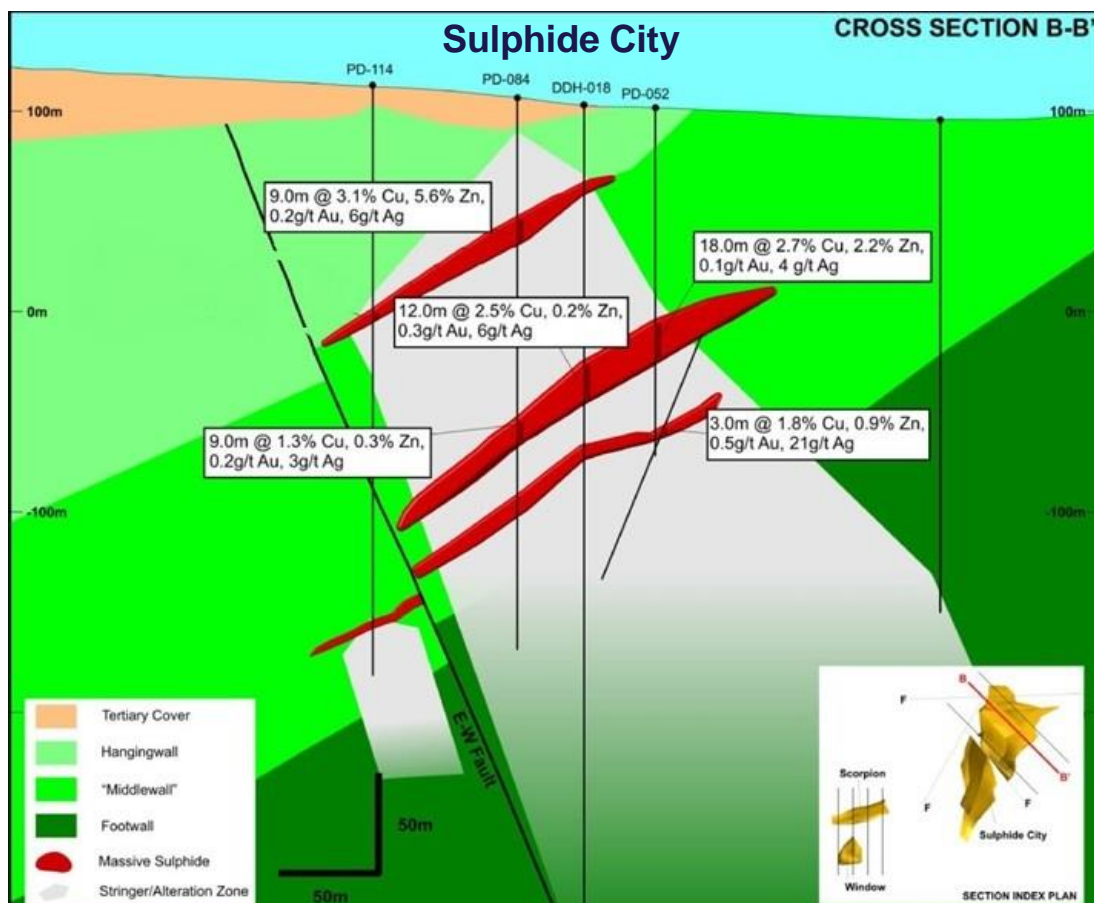 Sulphide City
CROSS SECTION B-B'
PD-114
PD-084
DDH-018
PD-052
100m
100m
9.0m @ 3.1% Cu, 5.6% Zn,
0.2g/t Au, 6g/t Ag
18.0m @ 2.7% Cu, 2.2% Zn,
0.1g/t Au, 4 g/t Ag
0m
0m
12.0m @ 2.5% Cu, 0.2% Zn,
0.3g/t Au, 6g/t Ag
9.0m @ 1.3% Cu, 0.3% Zn,
0.2g/t Au, 3g/t Ag
3.0m @ 1.8% Cu, 0.9% Zn,
0.5g/t Au, 21g/t Ag
-100m
-100m
E-W Fault
Tertiary Cover
Hangingwall
"Middlewall"
Footwall
Massive Sulphide
Stringer/Alteration Zone
50m
50m
B
F
Scorpion
B'
F
F
Sulphide City
Window
SECTION INDEX PLAN